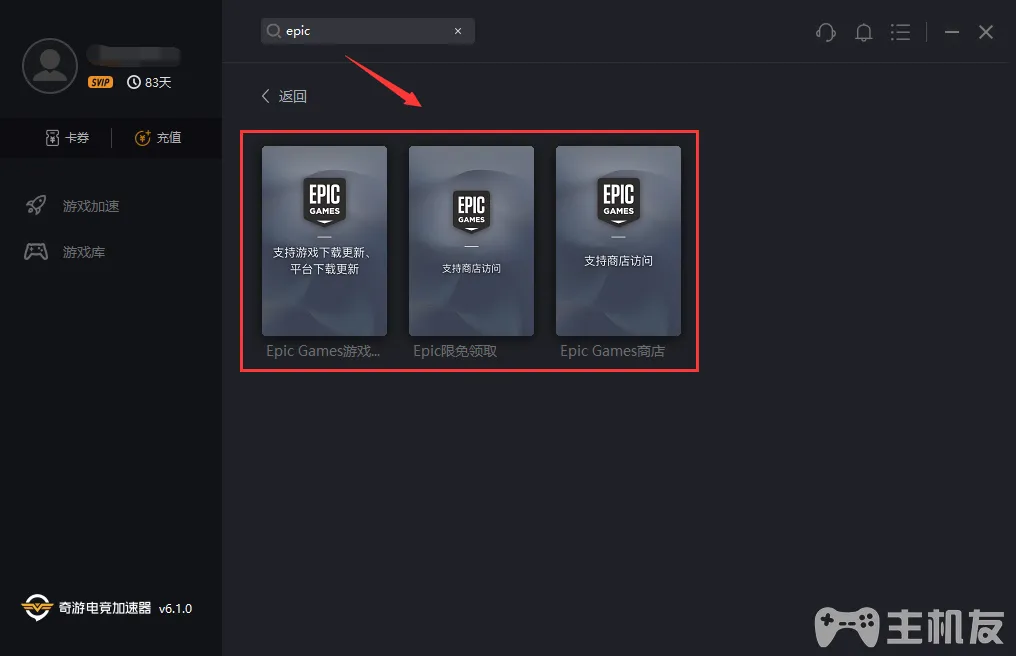 epic
SVIP
83天
卡券
充值
游戏加速
游戏库
返回
EPIC
GAMES
支持游戏下载更新、
平台下载更新
Epic Games游戏...
EPIC
GAMES
支持商店访问
Epic限免领取
EPIC
GAMES
支持商店访问
Epic Games商店
奇游电竞加速器 v6.1.0
主机友